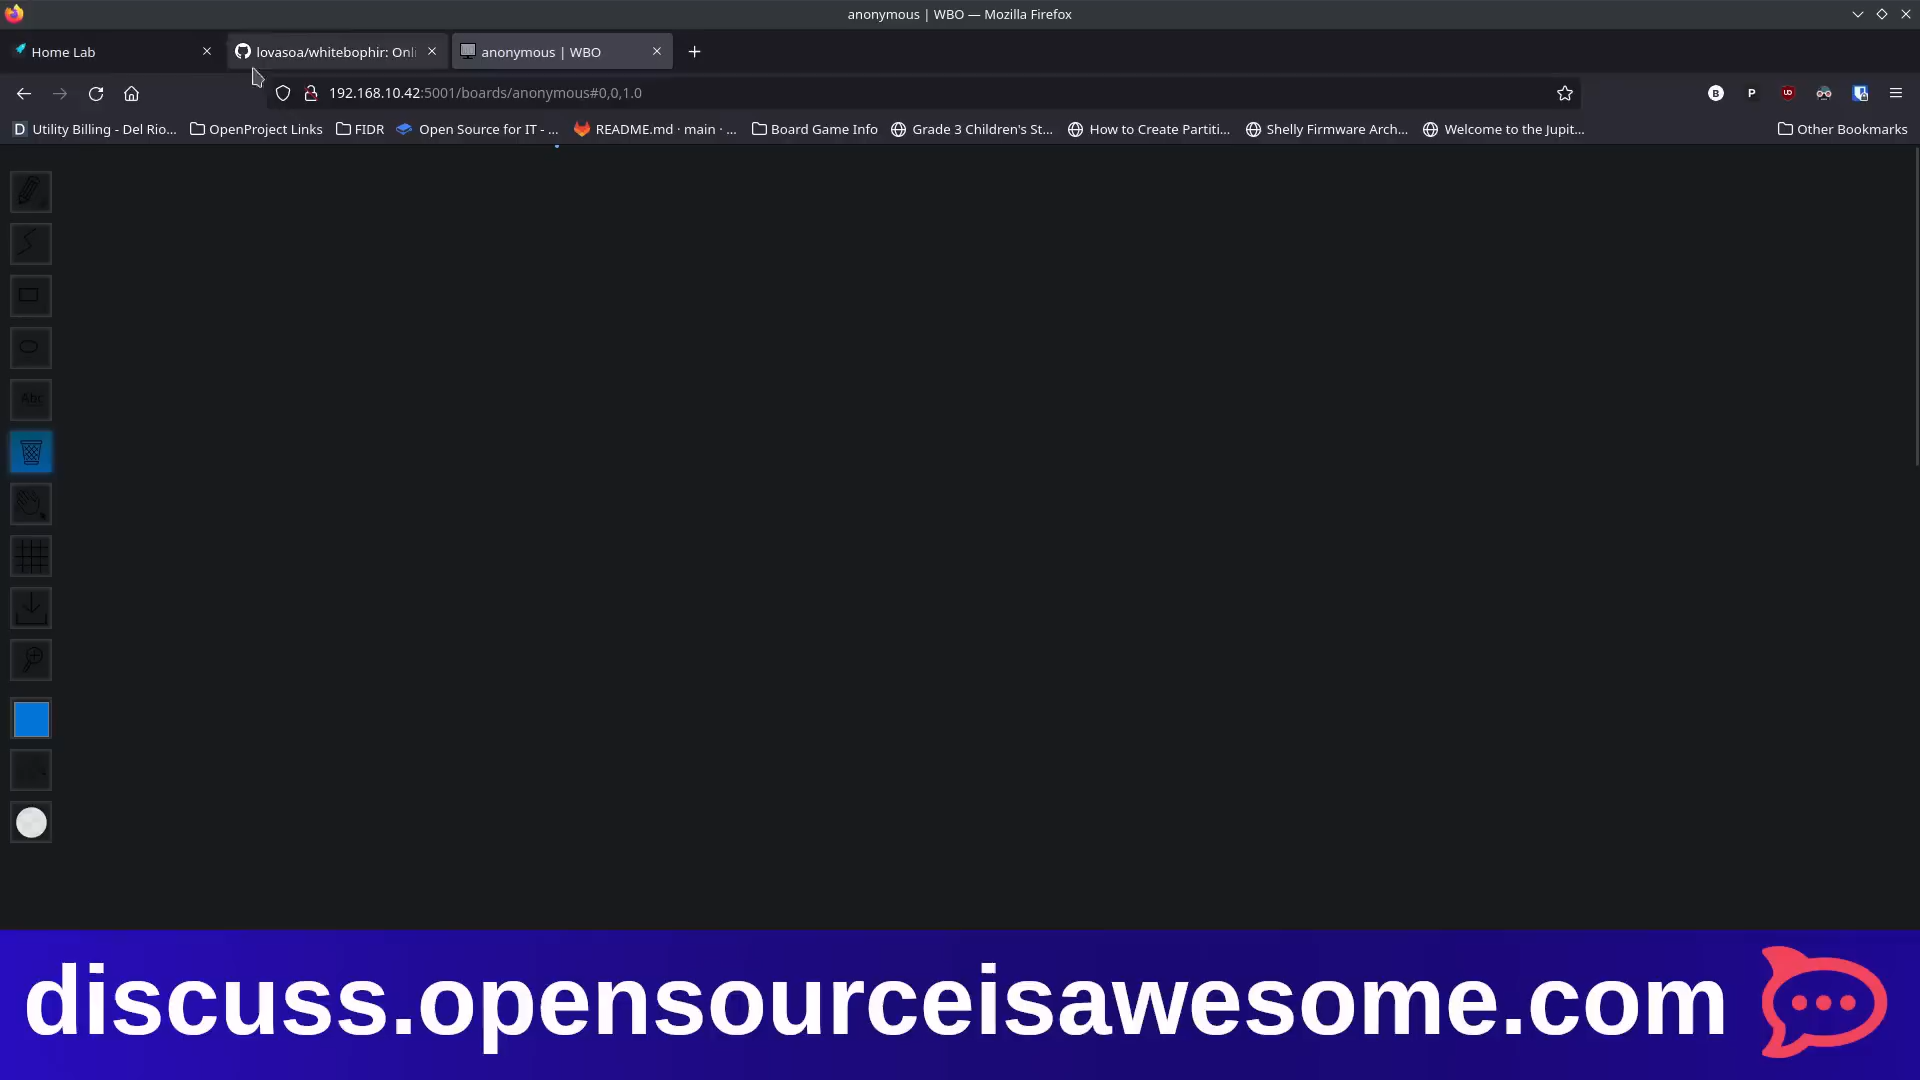 anonymous | WBO — Mozilla Firefox
Home Lab
lovasoa/whitebophir: Onli
anonymous | WBO
192.168.10.42:5001/boards/anonymous#0,0,1.0
B
P
UD
D Utility Billing - Del Rio...
OpenProject Links
FIDR
Open Source for IT - ...
README.md · main · ...
Board Game Info
Grade 3 Children's St...
How to Create Partiti...
Shelly Firmware Arch...
Welcome to the Jupit...
Other Bookmarks
Abc
discuss.opensourceisawesome.com